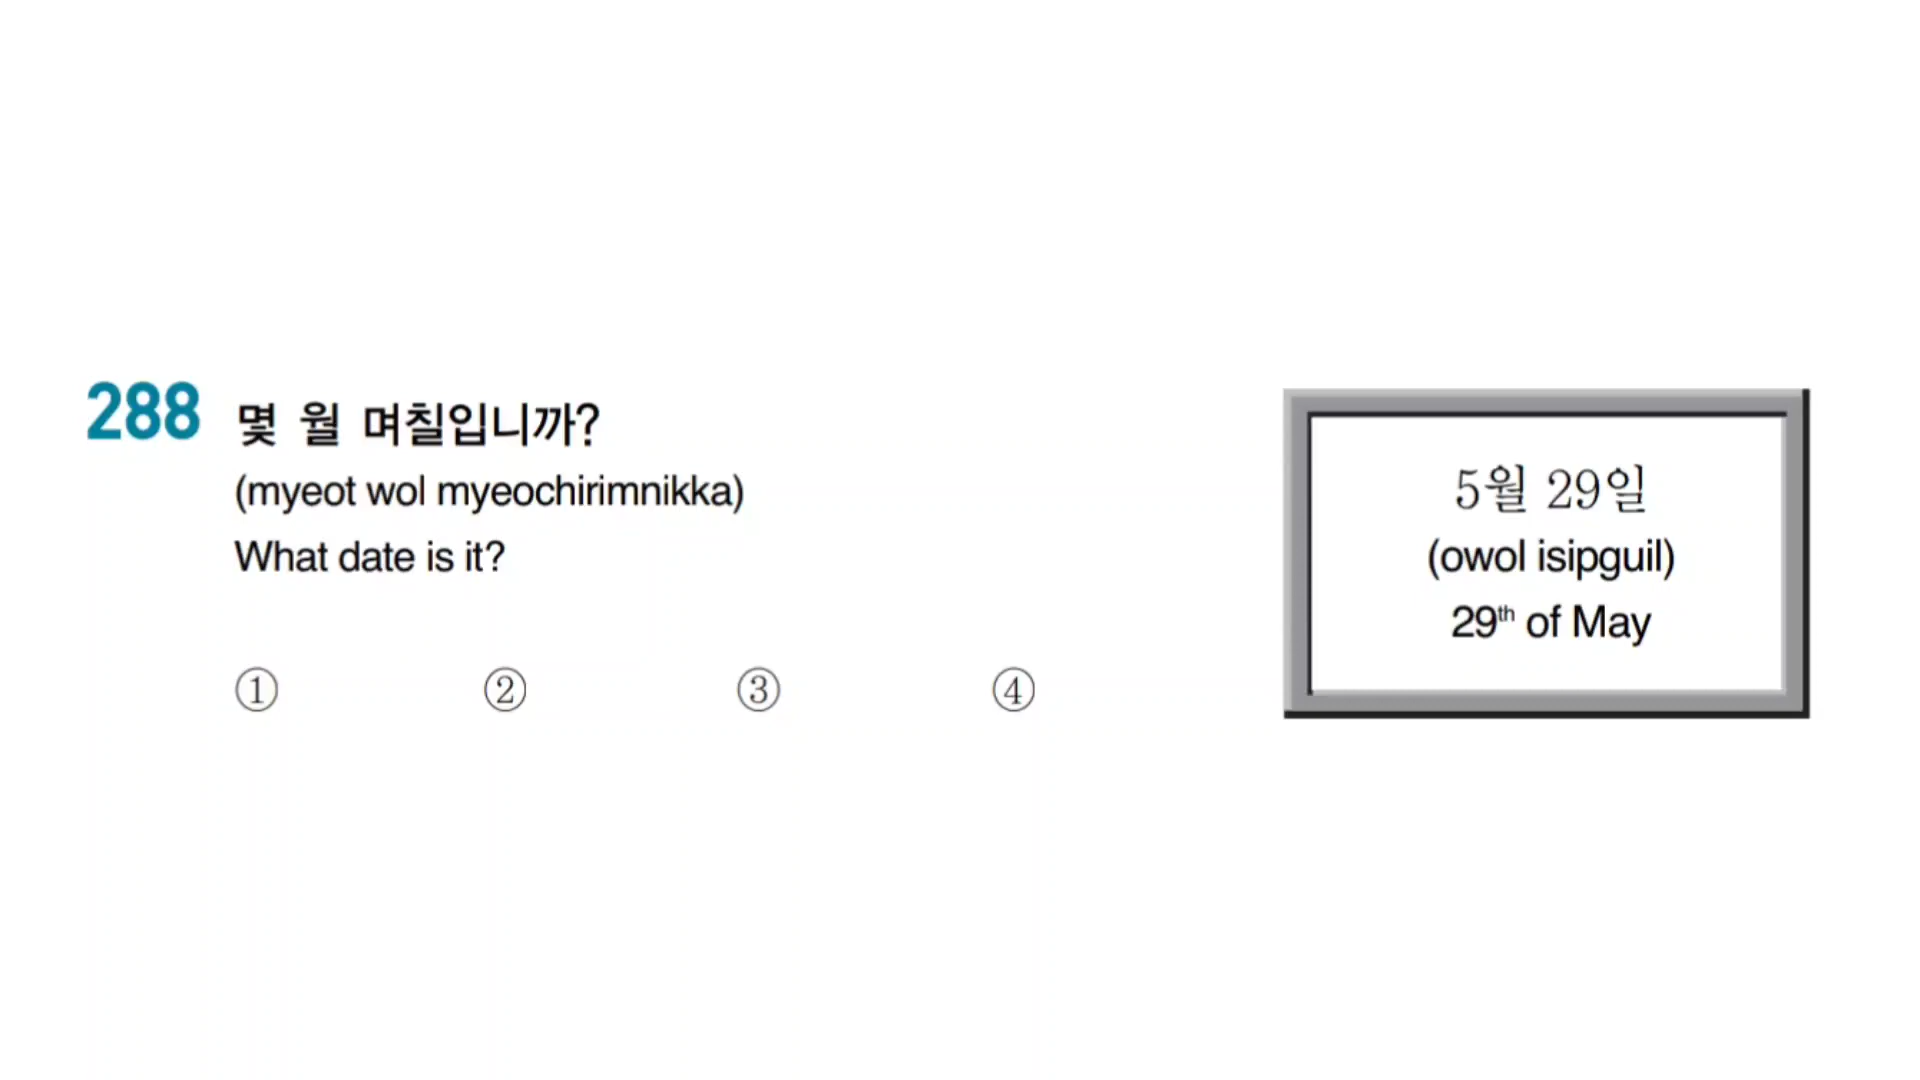 288 몇 월 며칠입니까?
(myeot wol myeochirimnikka)
What date is it?
① ② ③ ④
5월 29일
(owol isipguil)
29th of May